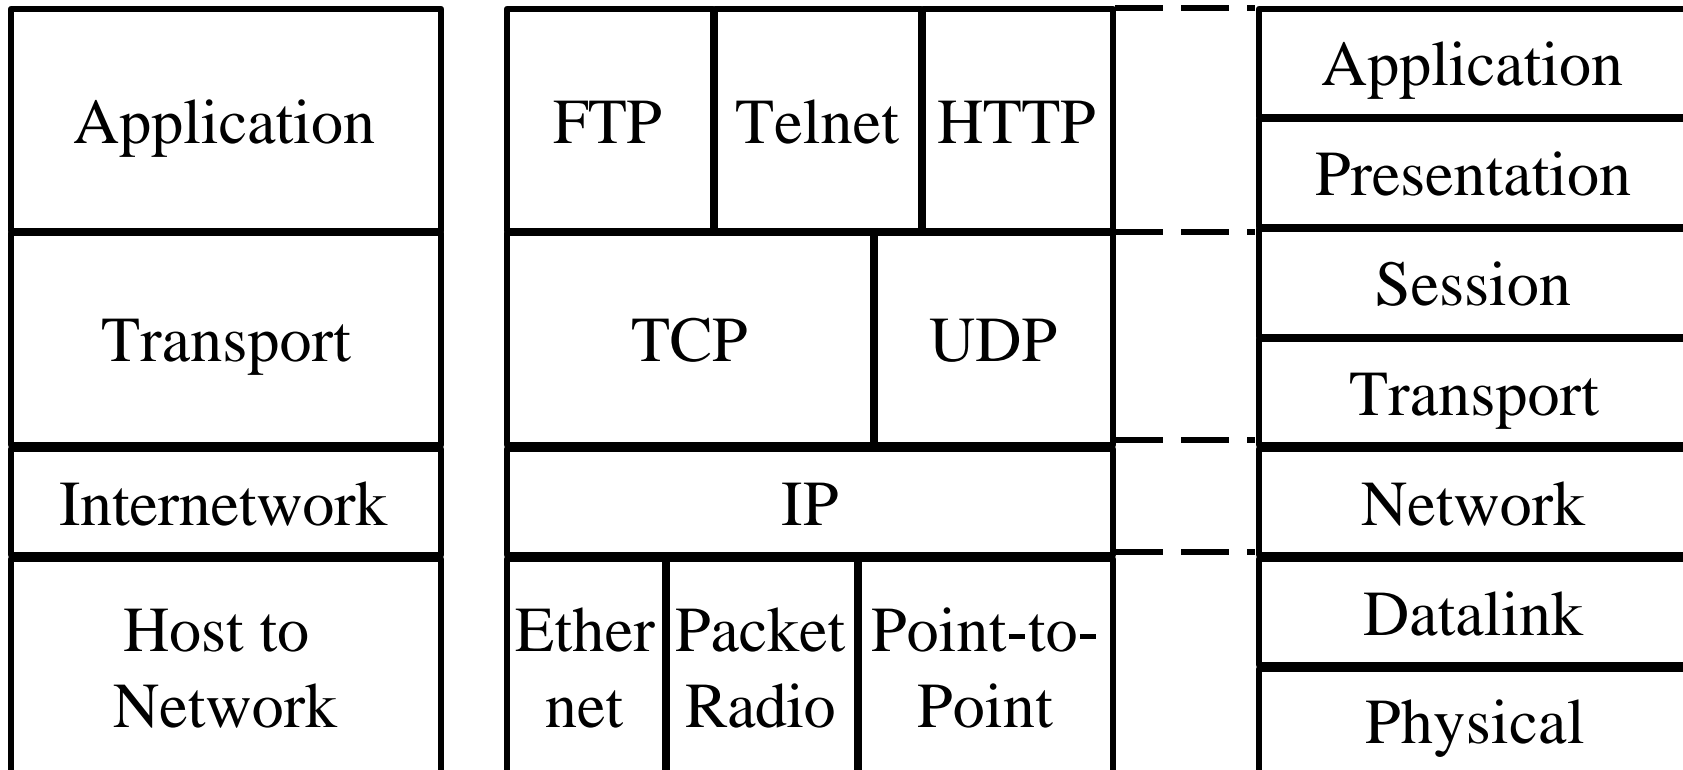 Application
Transport
Internetwork
Host to
Network
FTP Telnet HTTP
TCP UDP
IP
Ether Packet Point-to-
net Radio Point
Application
Presentation
Session
Transport
Network
Datalink
Physical